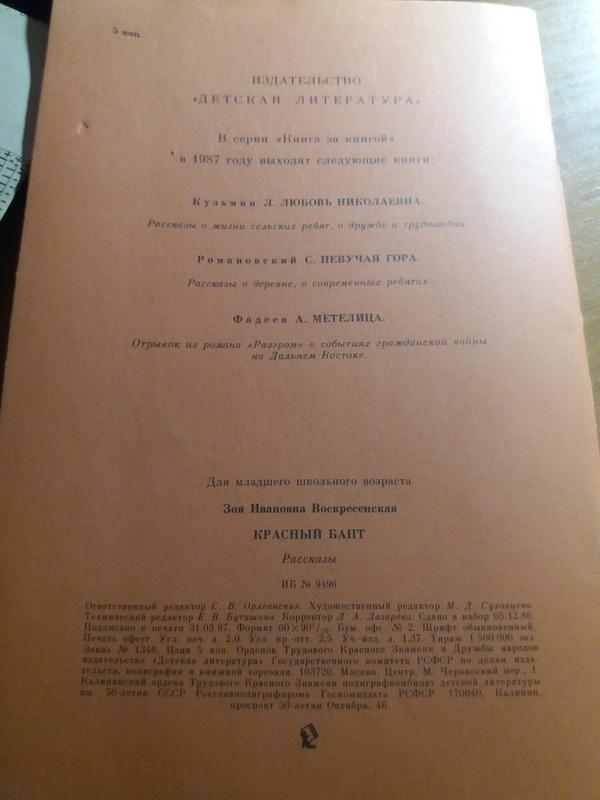 5 коп.
ИЗДАТЕЛЬСТВО
«ДЕТСКАЯ ЛИТЕРАТУРА»
В серии «Книга за книгой»
в 1987 году выходят следующие книги:
Кузьмин Л. ЛЮБОВЬ НИКОЛАЕВНА.
Рассказы о жизни сельских ребят, о дружбе и трудолюбии.
Романовский С. ПЕВУЧАЯ ГОРА.
Рассказы о деревне, о современных ребятах.
Фадеев А. МЕТЕЛИЦА.
Отрывок из романа «Разгром» о событиях гражданской войны
на Дальнем Востоке.
Для младшего школьного возраста
Зоя Ивановна Воскресенская
КРАСНЫЙ БАНТ
Рассказы
ИБ № 9496
Ответственный редактор С. В. Орлеанская. Художественный редактор М. Д. Суховцева.
Технический редактор Е. В. Буташина. Корректор Л. А. Лазарева. Сдано в набор 05.12.86.
Подписано к печати 31.03.87. Формат 60×90¹/₁₆. Бум. офс. № 2. Шрифт обыкновенный.
Печать офсет. Усл. печ. л. 2,0. Усл. кр.-отт. 2,5. Уч.-изд. л. 1,37. Тираж 1 500 000 экз.
Заказ № 1346. Цена 5 коп. Орденов Трудового Красного Знамени и Дружбы народов
издательство «Детская литература» Государственного комитета РСФСР по делам изда-
тельств, полиграфии и книжной торговли. 103720, Москва, Центр, М. Черкасский пер., 1.
Калининский ордена Трудового Красного Знамени полиграфкомбинат детской литературы
им. 50-летия СССР Росглавполиграфпрома Госкомиздата РСФСР. 170040, Калинин,
проспект 50-летия Октября, 46.